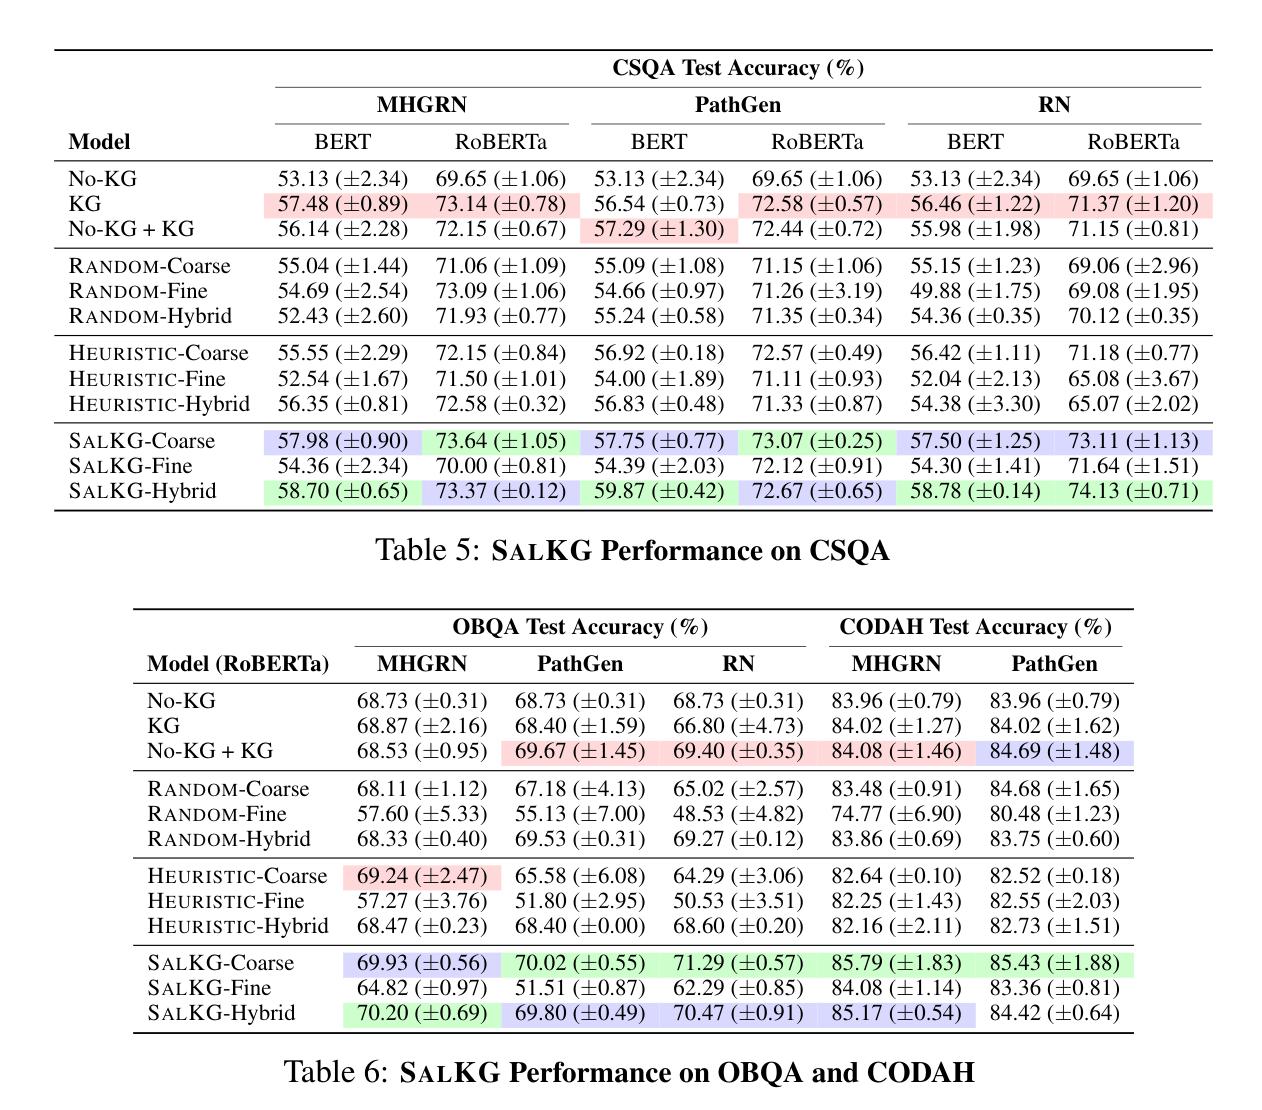 CSQA Test Accuracy (%)
MHGRN PathGen RN
Model BERT RoBERTa BERT RoBERTa BERT RoBERTa
No-KG 53.13 (±2.34) 69.65 (±1.06) 53.13 (±2.34) 69.65 (±1.06) 53.13 (±2.34) 69.65 (±1.06)
KG 57.48 (±0.89) 73.14 (±0.78) 56.54 (±0.73) 72.58 (±0.57) 56.46 (±1.22) 71.37 (±1.20)
No-KG + KG 56.14 (±2.28) 72.15 (±0.67) 57.29 (±1.30) 72.44 (±0.72) 55.98 (±1.98) 71.15 (±0.81)
RANDOM-Coarse 55.04 (±1.44) 71.06 (±1.09) 55.09 (±1.08) 71.15 (±1.06) 55.15 (±1.23) 69.06 (±2.96)
RANDOM-Fine 54.69 (±2.54) 73.09 (±1.06) 54.66 (±0.97) 71.26 (±3.19) 49.88 (±1.75) 69.08 (±1.95)
RANDOM-Hybrid 52.43 (±2.60) 71.93 (±0.77) 55.24 (±0.58) 71.35 (±0.34) 54.36 (±0.35) 70.12 (±0.35)
HEURISTIC-Coarse 55.55 (±2.29) 72.15 (±0.84) 56.92 (±0.18) 72.57 (±0.49) 56.42 (±1.11) 71.18 (±0.77)
HEURISTIC-Fine 52.54 (±1.67) 71.50 (±1.01) 54.00 (±1.89) 71.11 (±0.93) 52.04 (±2.13) 65.08 (±3.67)
HEURISTIC-Hybrid 56.35 (±0.81) 72.58 (±0.32) 56.83 (±0.48) 71.33 (±0.87) 54.38 (±3.30) 65.07 (±2.02)
SALKG-Coarse 57.98 (±0.90) 73.64 (±1.05) 57.75 (±0.77) 73.07 (±0.25) 57.50 (±1.25) 73.11 (±1.13)
SALKG-Fine 54.36 (±2.34) 70.00 (±0.81) 54.39 (±2.03) 72.12 (±0.91) 54.30 (±1.41) 71.64 (±1.51)
SALKG-Hybrid 58.70 (±0.65) 73.37 (±0.12) 59.87 (±0.42) 72.67 (±0.65) 58.78 (±0.14) 74.13 (±0.71)
Table 5: SALKG Performance on CSQA
OBQA Test Accuracy (%) CODAH Test Accuracy (%)
Model (RoBERTa) MHGRN PathGen RN MHGRN PathGen
No-KG 68.73 (±0.31) 68.73 (±0.31) 68.73 (±0.31) 83.96 (±0.79) 83.96 (±0.79)
KG 68.87 (±2.16) 68.40 (±1.59) 66.80 (±4.73) 84.02 (±1.27) 84.02 (±1.62)
No-KG + KG 68.53 (±0.95) 69.67 (±1.45) 69.40 (±0.35) 84.08 (±1.46) 84.69 (±1.48)
RANDOM-Coarse 68.11 (±1.12) 67.18 (±4.13) 65.02 (±2.57) 83.48 (±0.91) 84.68 (±1.65)
RANDOM-Fine 57.60 (±5.33) 55.13 (±7.00) 48.53 (±4.82) 74.77 (±6.90) 80.48 (±1.23)
RANDOM-Hybrid 68.33 (±0.40) 69.53 (±0.31) 69.27 (±0.12) 83.86 (±0.69) 83.75 (±0.60)
HEURISTIC-Coarse 69.24 (±2.47) 65.58 (±6.08) 64.29 (±3.06) 82.64 (±0.10) 82.52 (±0.18)
HEURISTIC-Fine 57.27 (±3.76) 51.80 (±2.95) 50.53 (±3.51) 82.25 (±1.43) 82.55 (±2.03)
HEURISTIC-Hybrid 68.47 (±0.23) 68.40 (±0.00) 68.60 (±0.20) 82.16 (±2.11) 82.73 (±1.51)
SALKG-Coarse 69.93 (±0.56) 70.02 (±0.55) 71.29 (±0.57) 85.79 (±1.83) 85.43 (±1.88)
SALKG-Fine 64.82 (±0.97) 51.51 (±0.87) 62.29 (±0.85) 84.08 (±1.14) 83.36 (±0.81)
SALKG-Hybrid 70.20 (±0.69) 69.80 (±0.49) 70.47 (±0.91) 85.17 (±0.54) 84.42 (±0.64)
Table 6: SALKG Performance on OBQA and CODAH